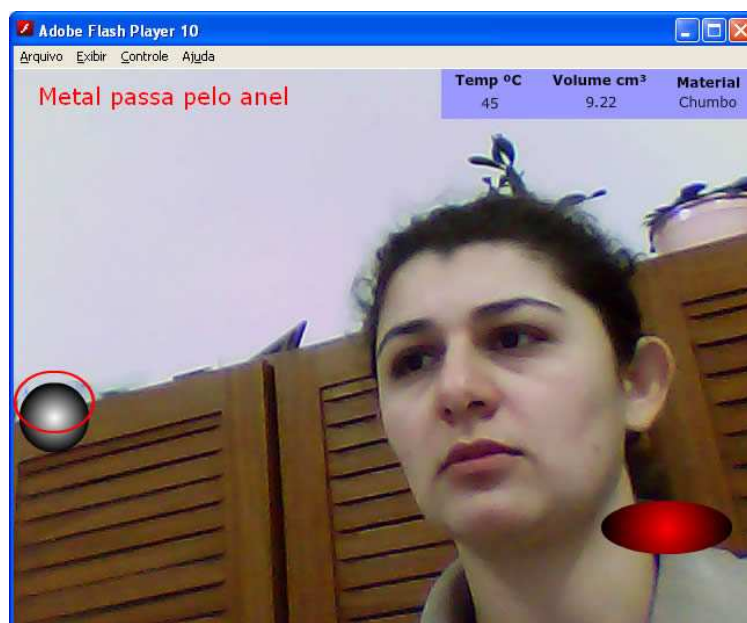 Adobe Flash Player 10
Arquivo Exibir Controle Ajuda
Metal passa pelo anel
Temp ºC Volume cm³ Material
45 9.22 Chumbo